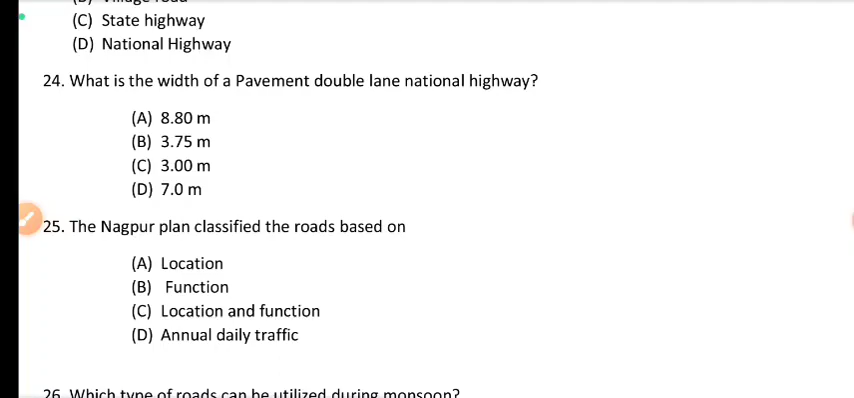 (C) State highway
(D) National Highway
24. What is the width of a Pavement double lane national highway?
(A) 8.80 m
(B) 3.75 m
(C) 3.00 m
(D) 7.0 m
25. The Nagpur plan classified the roads based on
(A) Location
(B) Function
(C) Location and function
(D) Annual daily traffic
26. Which type of roads can be utilized during monsoon?